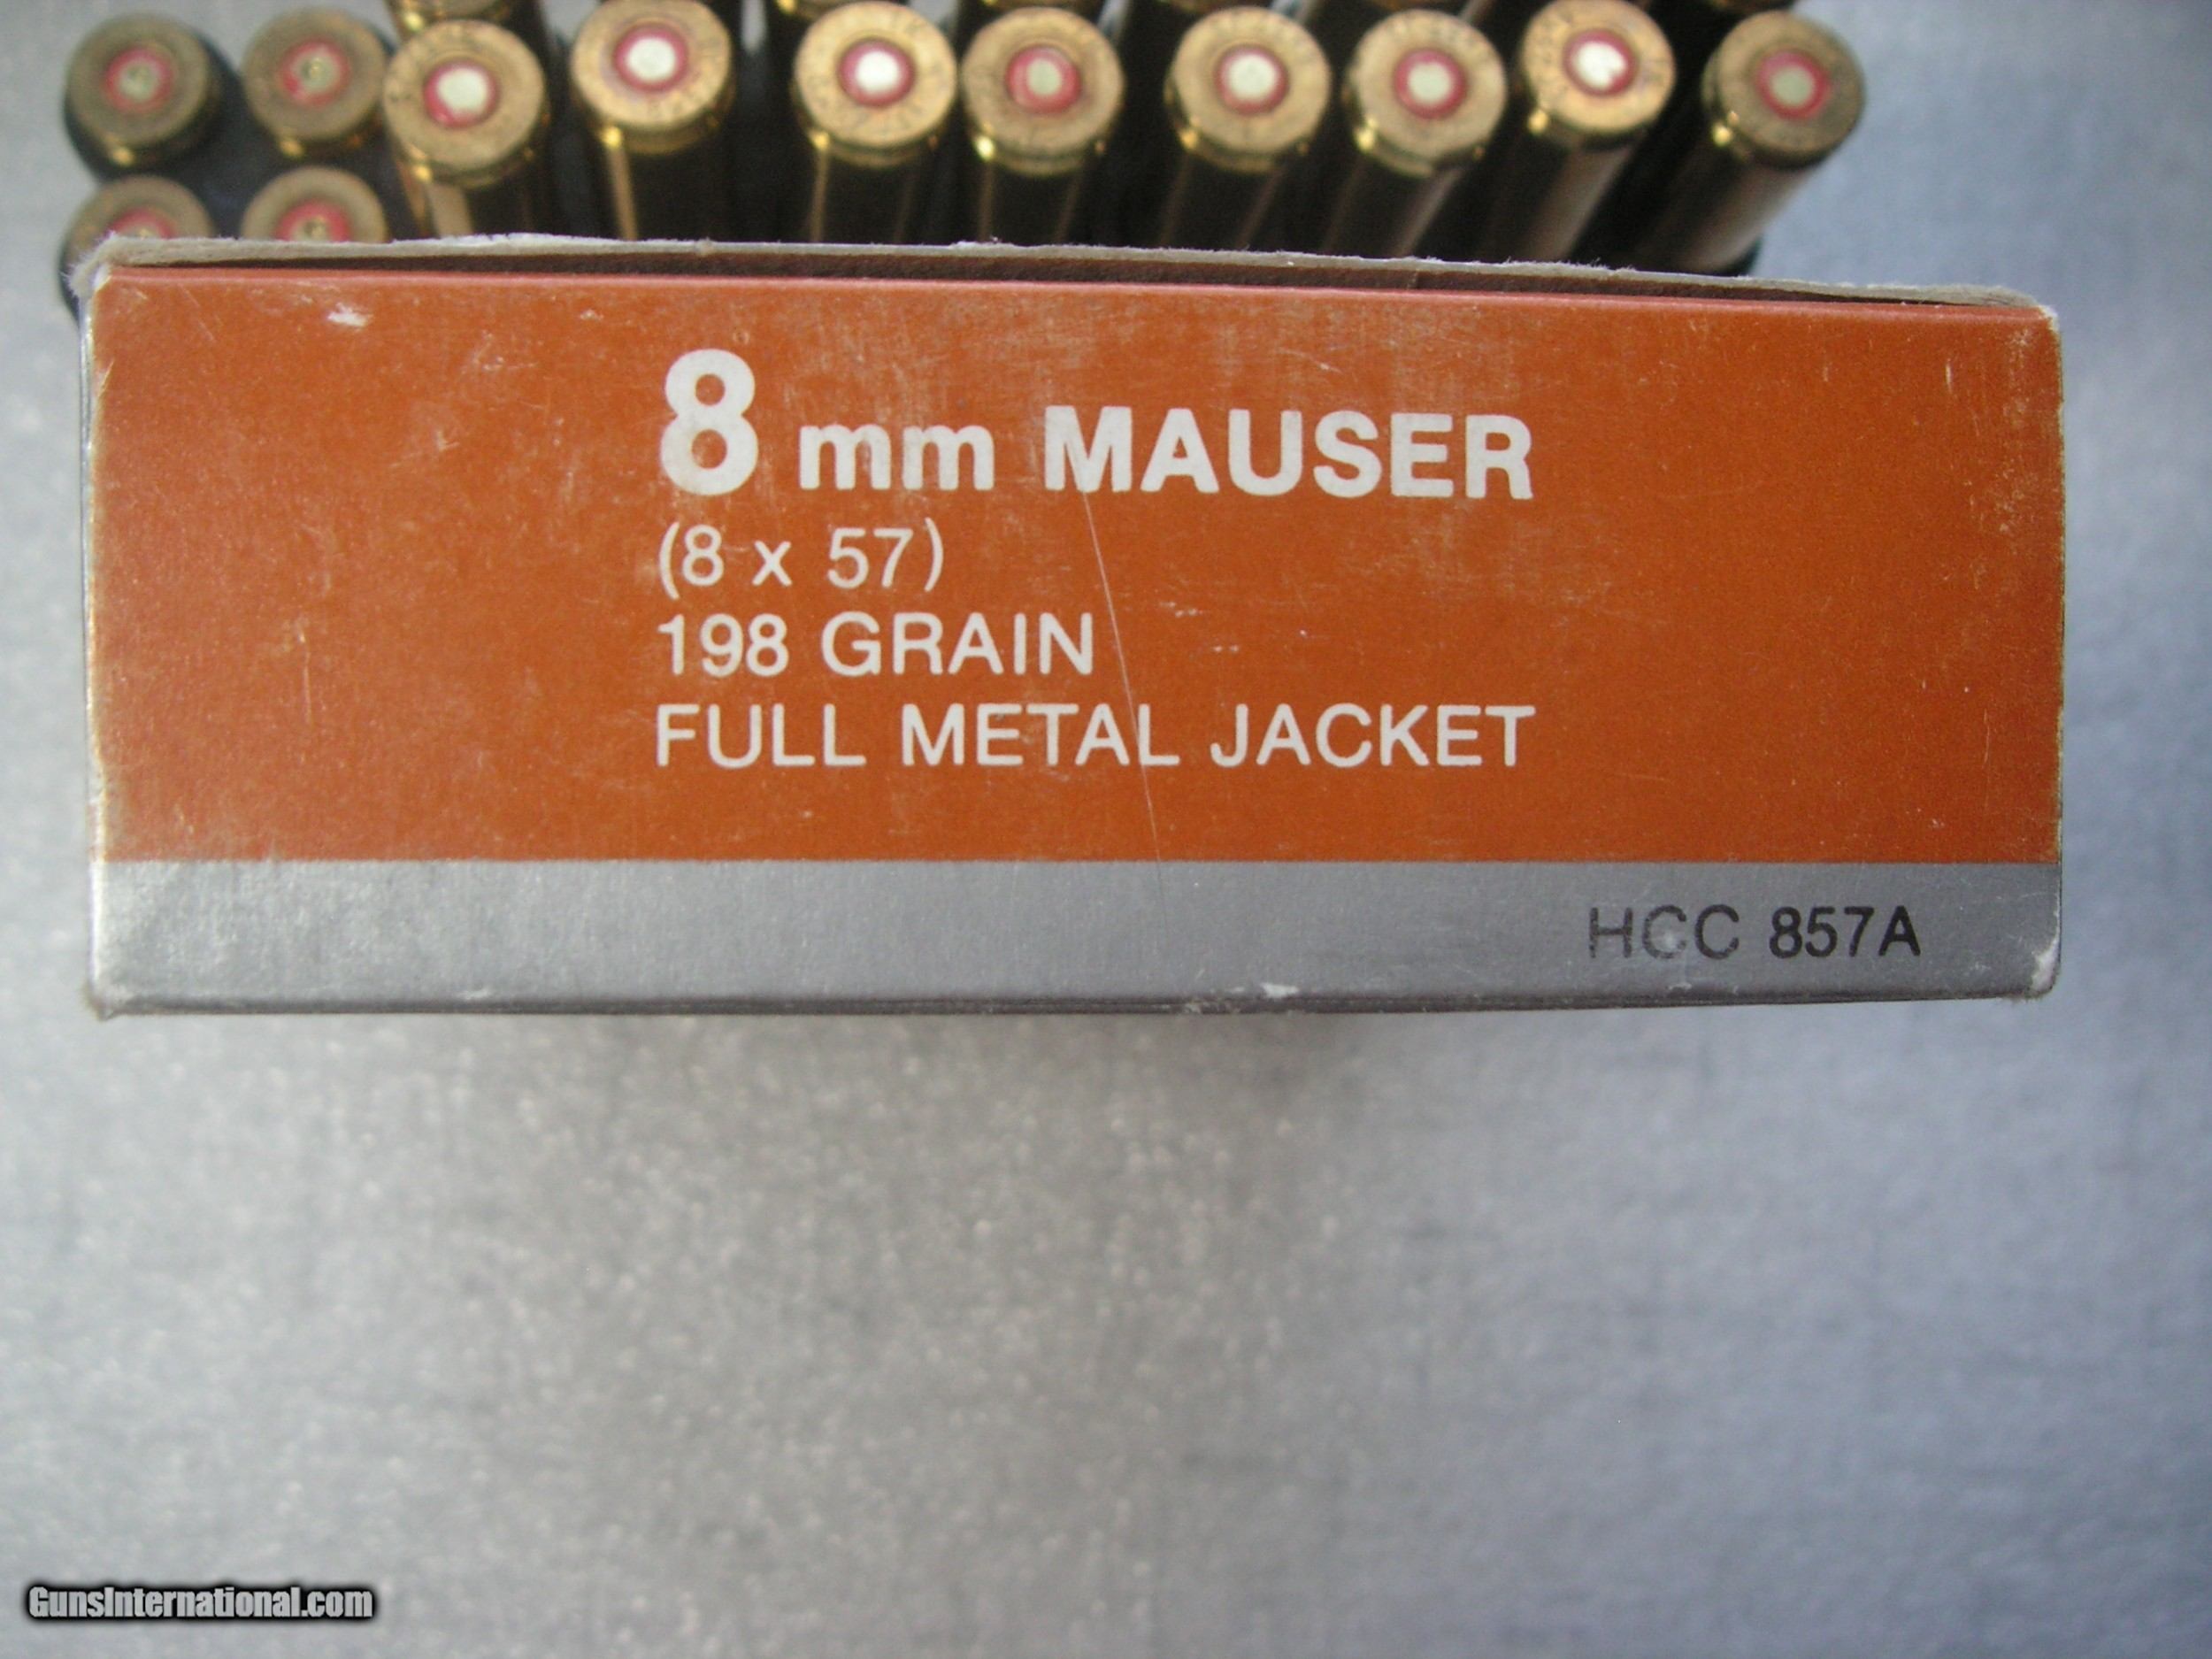 8 mm MAUSER
(8 x 57)
198 GRAIN
FULL METAL JACKET
HCC 857A
GunsInternational.com